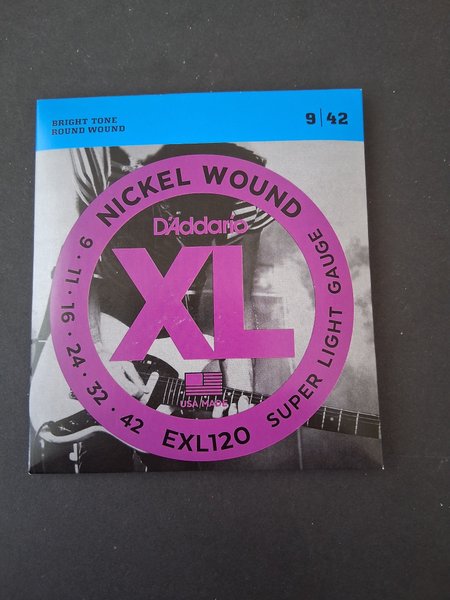 BRIGHT TONE
ROUND WOUND
9|42
NICKEL WOUND
D'Addario
XL
USA MADE
9 · 11 · 16 · 24 · 32 · 42
EXL120
SUPER LIGHT GAUGE